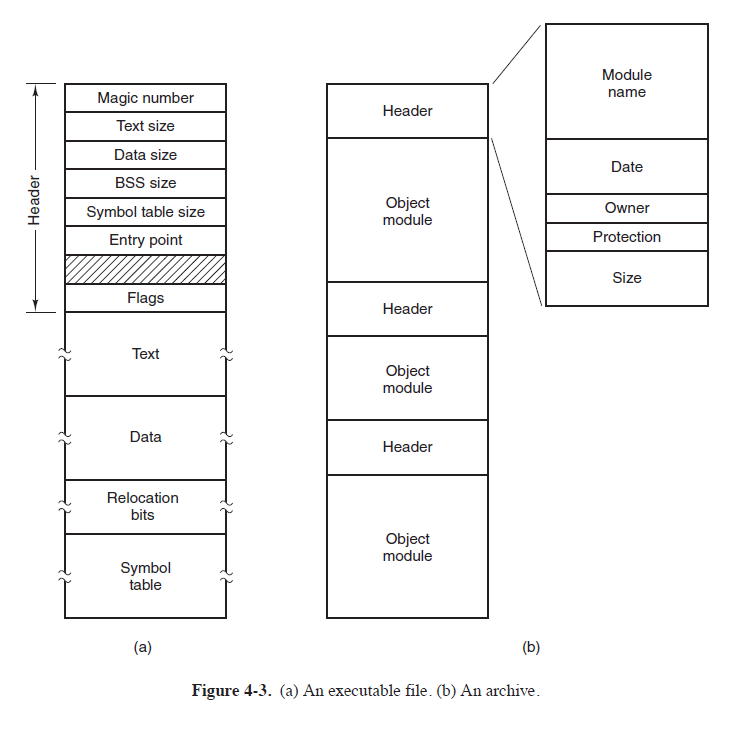 Header
Magic number
Text size
Data size
BSS size
Symbol table size
Entry point
Flags
Text
Data
Relocation
bits
Symbol
table
(a)
Header
Object
module
Header
Object
module
Header
Object
module
Module
name
Date
Owner
Protection
Size
(b)
Figure 4-3. (a) An executable file. (b) An archive.